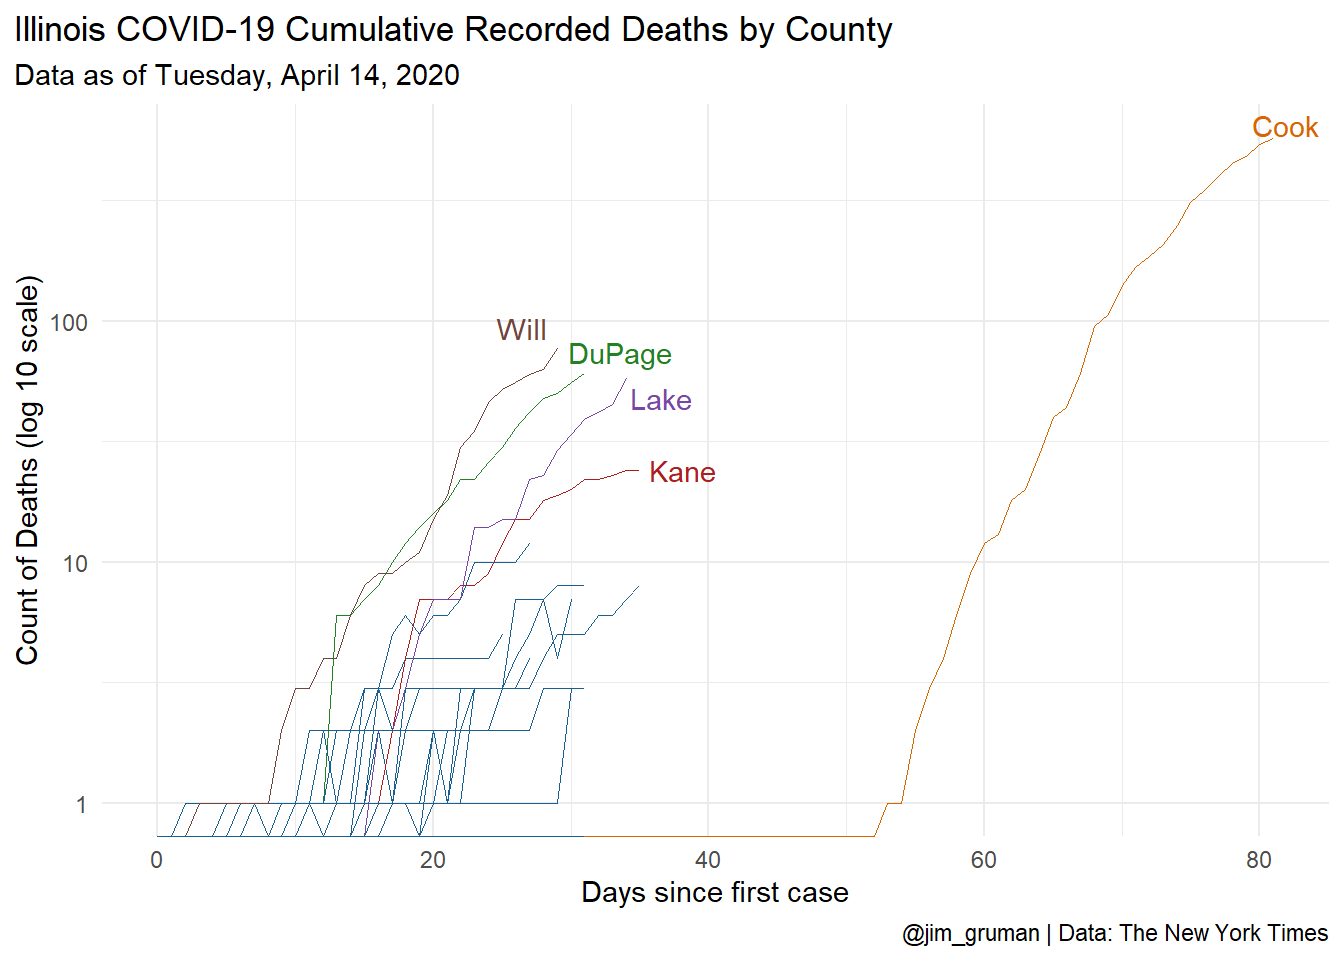 Illinois COVID-19 Cumulative Recorded Deaths by County
Data as of Tuesday, April 14, 2020
Cook
Will
DuPage
Lake
Kane
Count of Deaths (log 10 scale)
100
10
1
0
20
40
60
80
Days since first case
@jim_gruman | Data: The New York Times